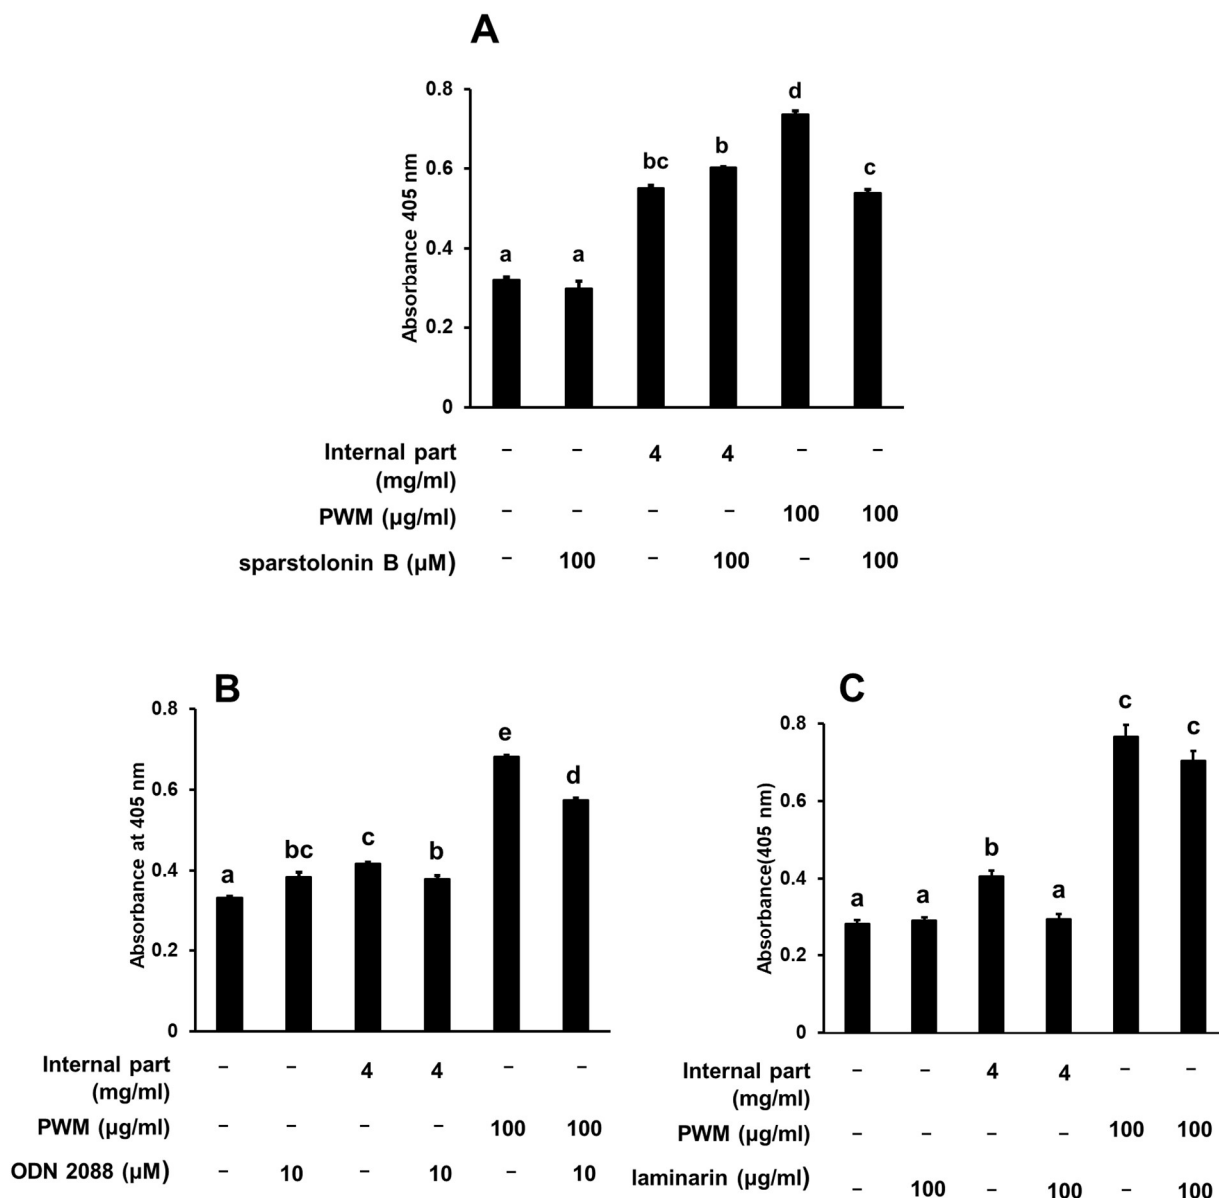 A
0.8
0.6
0.4
0.2
0
Absorbance 405 nm
a a bc b d c
Internal part – – 4 4 – –
(mg/ml)
PWM (µg/ml) – – – – 100 100
sparstolonin B (µM) – 100 – 100 – 100
B
0.8
0.6
0.4
0.2
0
Absorbance at 405 nm
a bc c b e d
Internal part – – 4 4 – –
(mg/ml)
PWM (µg/ml) – – – – 100 100
ODN 2088 (µM) – 10 – 10 – 10
C
0.8
0.6
0.4
0.2
0
Absorbance(405 nm)
a a b a c c
Internal part – – 4 4 – –
(mg/ml)
PWM (µg/ml) – – – – 100 100
laminarin (µg/ml) – 100 – 100 – 100